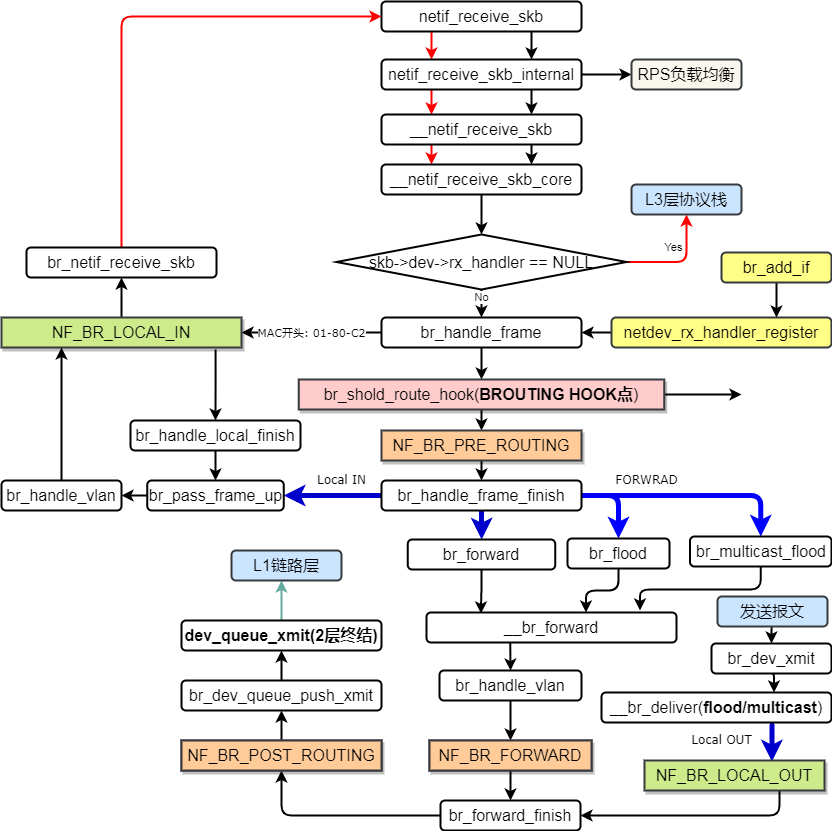 netif_receive_skb
netif_receive_skb_internal
RPS负载均衡
__netif_receive_skb
__netif_receive_skb_core
L3层协议栈
Yes
skb->dev->rx_handler == NULL
br_netif_receive_skb
br_add_if
No
NF_BR_LOCAL_IN
MAC开头: 01-80-C2
br_handle_frame
netdev_rx_handler_register
br_shold_route_hook(BROUTING HOOK点)
br_handle_local_finish
NF_BR_PRE_ROUTING
Local IN
FORWRAD
br_handle_vlan
br_pass_frame_up
br_handle_frame_finish
br_forward
br_flood
br_multicast_flood
L1链路层
发送报文
dev_queue_xmit(2层终结)
__br_forward
br_dev_xmit
br_dev_queue_push_xmit
br_handle_vlan
__br_deliver(flood/multicast)
Local OUT
NF_BR_POST_ROUTING
NF_BR_FORWARD
NF_BR_LOCAL_OUT
br_forward_finish